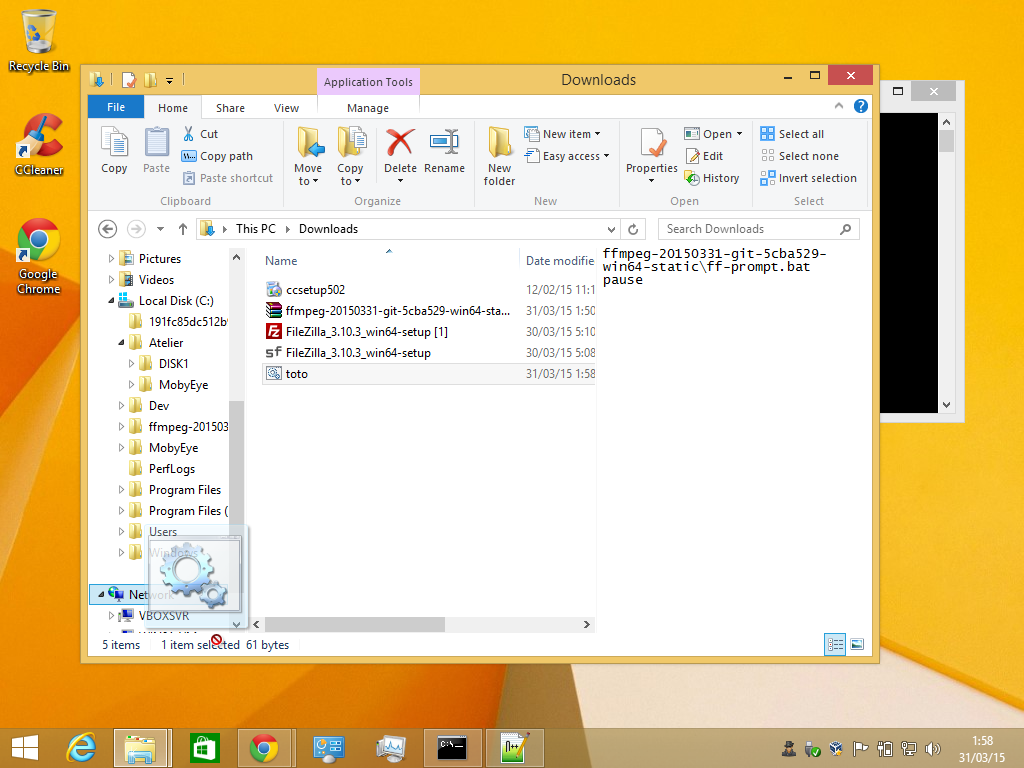 Recycle Bin
CCleaner
Google
Chrome
Application Tools
Downloads
File
Home
Share
View
Manage
Copy
Paste
Cut
Copy path
Paste shortcut
Clipboard
Move
to
Copy
to
Delete
Rename
Organize
New
folder
New item
Easy access
New
Properties
Open
Edit
History
Open
Select all
Select none
Invert selection
Select
This PC
Downloads
Search Downloads
Pictures
Videos
Local Disk (C:)
191fc85dc512b
Atelier
DISK1
MobyEye
Dev
ffmpeg-201503
MobyEye
PerfLogs
Program Files
Program Files (
Users
Windows
Network
VBOXSVR
Name
Date modifie
ccsetup502
12/02/15 11:1
ffmpeg-20150331-git-5cba529-win64-sta...
31/03/15 1:50
FileZilla_3.10.3_win64-setup [1]
30/03/15 5:10
FileZilla_3.10.3_win64-setup
30/03/15 5:08
toto
31/03/15 1:58
ffmpeg-20150331-git-5cba529-
win64-static\ff-prompt.bat
pause
5 items
1 item selected
61 bytes
1:58
31/03/15